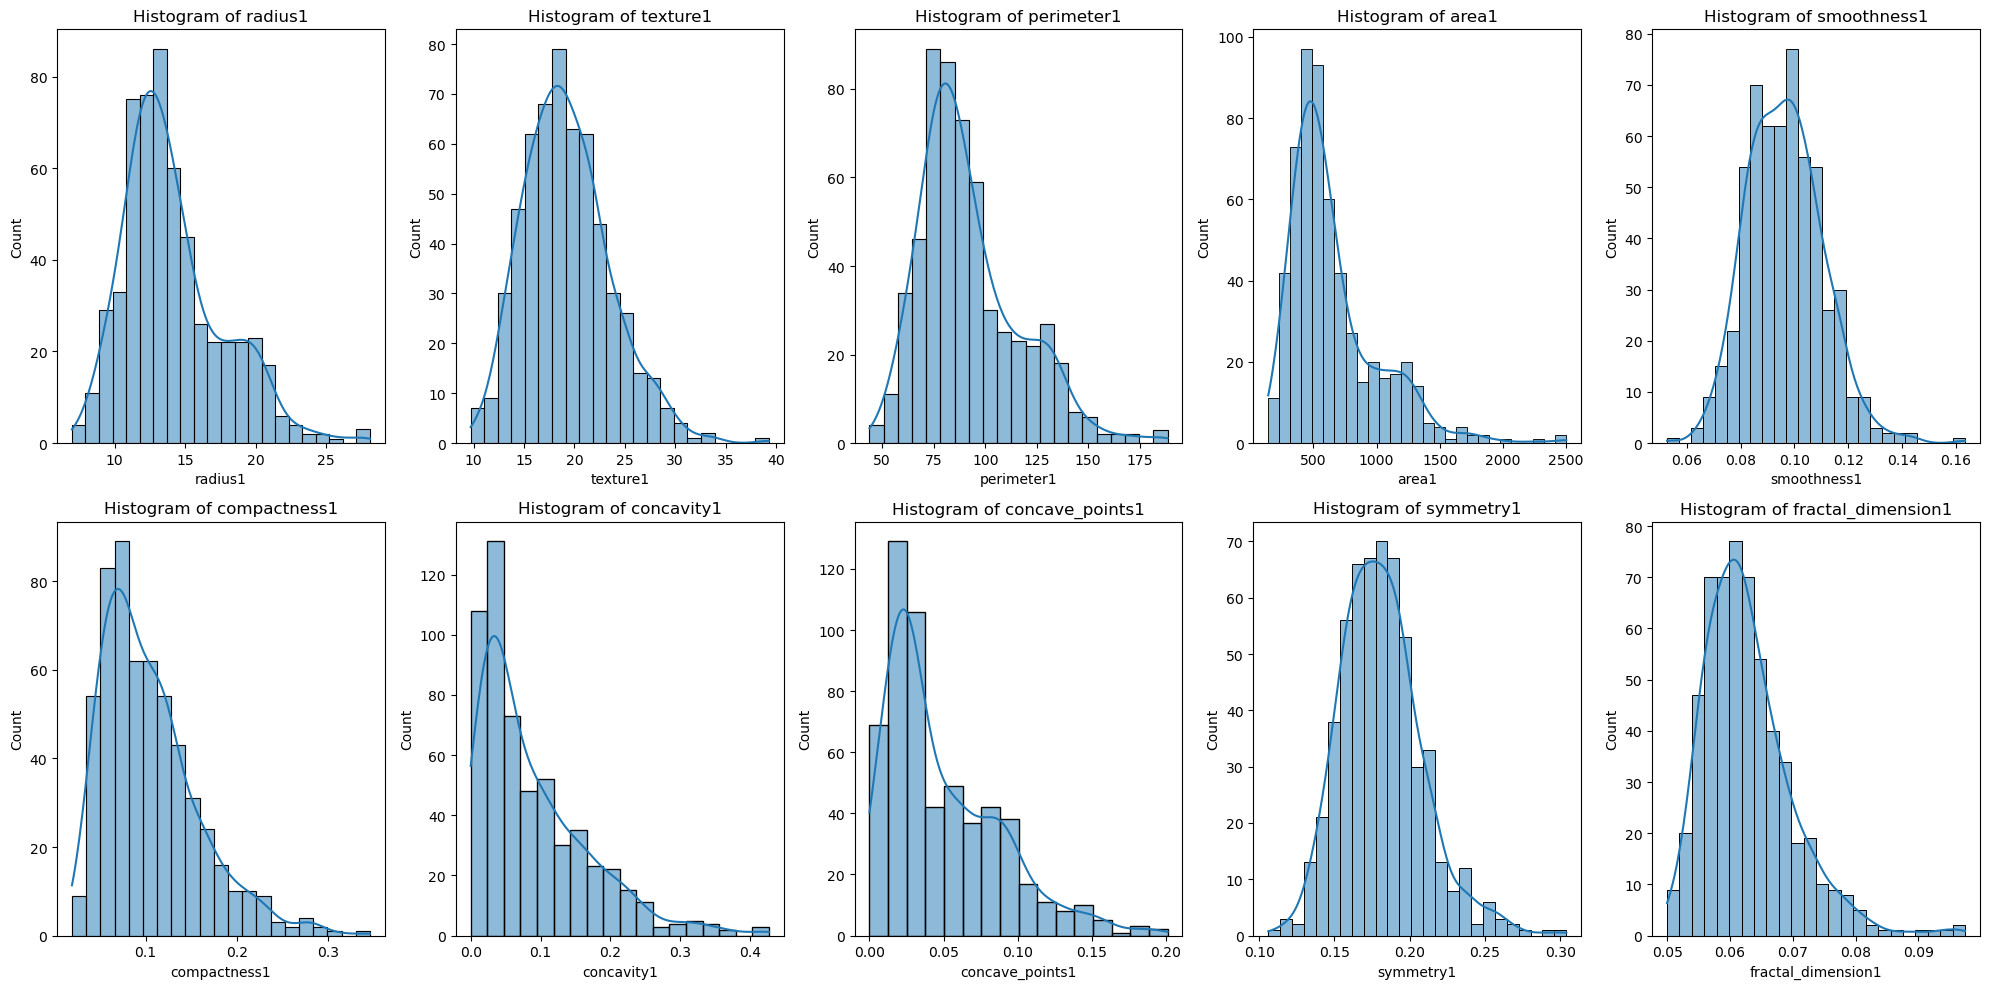 Histogram of radius1
Count
80
60
40
20
0
10 15 20 25
radius1
Histogram of texture1
Count
80
70
60
50
40
30
20
10
0
10 15 20 25 30 35 40
texture1
Histogram of perimeter1
Count
80
60
40
20
0
50 75 100 125 150 175
perimeter1
Histogram of area1
Count
100
80
60
40
20
0
500 1000 1500 2000 2500
area1
Histogram of smoothness1
Count
80
70
60
50
40
30
20
10
0
0.06 0.08 0.10 0.12 0.14 0.16
smoothness1
Histogram of compactness1
Count
80
60
40
20
0
0.1 0.2 0.3
compactness1
Histogram of concavity1
Count
120
100
80
60
40
20
0
0.0 0.1 0.2 0.3 0.4
concavity1
Histogram of concave_points1
Count
120
100
80
60
40
20
0
0.00 0.05 0.10 0.15 0.20
concave_points1
Histogram of symmetry1
Count
70
60
50
40
30
20
10
0
0.10 0.15 0.20 0.25 0.30
symmetry1
Histogram of fractal_dimension1
Count
80
70
60
50
40
30
20
10
0
0.05 0.06 0.07 0.08 0.09
fractal_dimension1